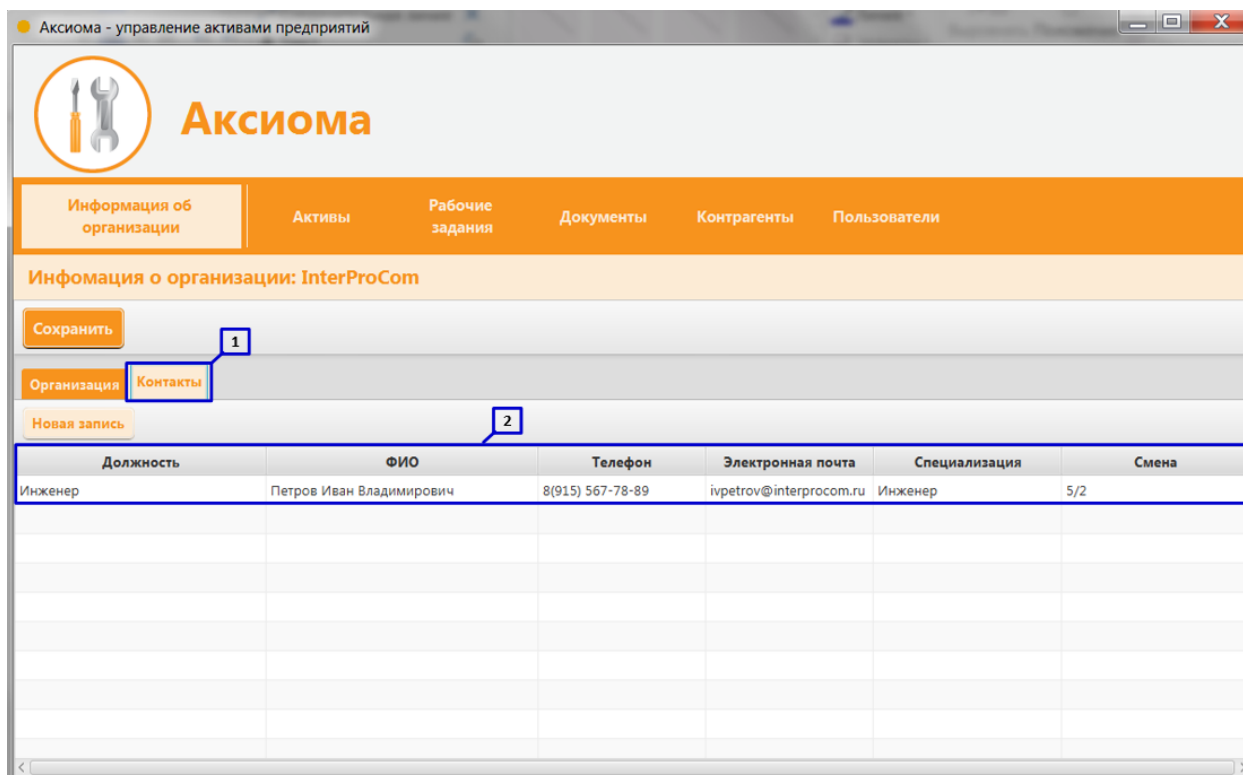 Аксиома - управление активами предприятий
Аксиома
Информация об организации
Активы
Рабочие задания
Документы
Контрагенты
Пользователи
Инфомация о организации: InterProCom
Сохранить
1
Организация Контакты
Новая запись
2
Должность ФИО Телефон Электронная почта Специализация Смена
Инженер Петров Иван Владимирович 8(915) 567-78-89 ivpetrov@interprocom.ru Инженер 5/2